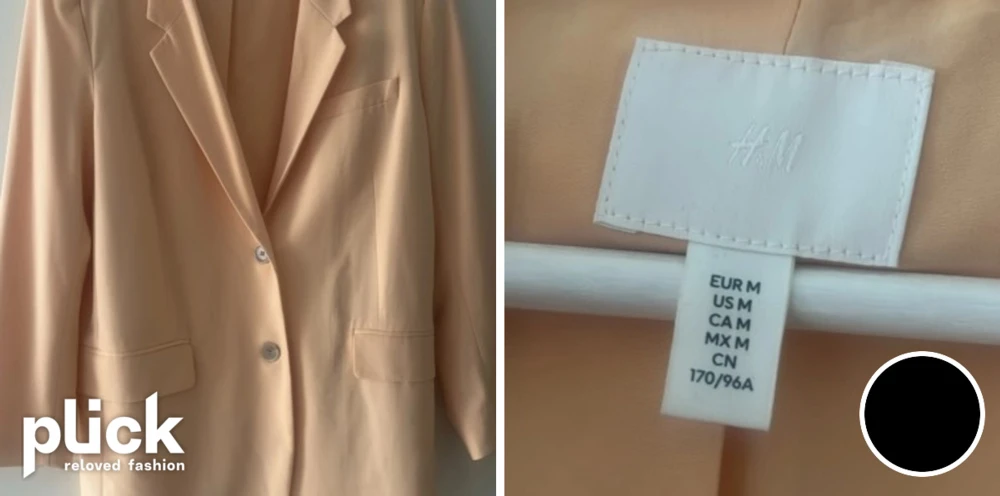 plick
reloved fashion
H&M
EUR M
US M
CA M
MX M
CN
170/96A